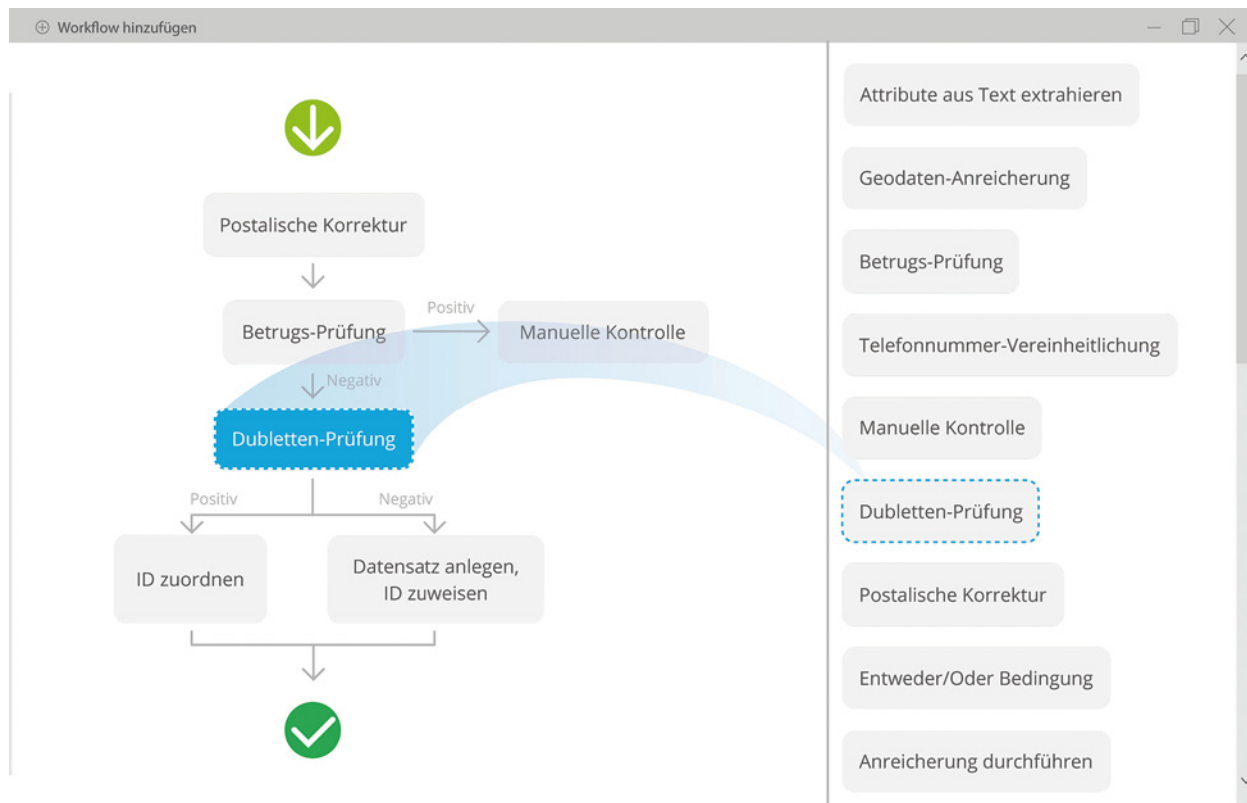 Workflow hinzufügen
Postalische Korrektur
Betrugs-Prüfung
Positiv
Manuelle Kontrolle
Negativ
Dubletten-Prüfung
Positiv
Negativ
ID zuordnen
Datensatz anlegen,
ID zuweisen
Attribute aus Text extrahieren
Geodaten-Anreicherung
Betrugs-Prüfung
Telefonnummer-Vereinheitlichung
Manuelle Kontrolle
Dubletten-Prüfung
Postalische Korrektur
Entweder/Oder Bedingung
Anreicherung durchführen